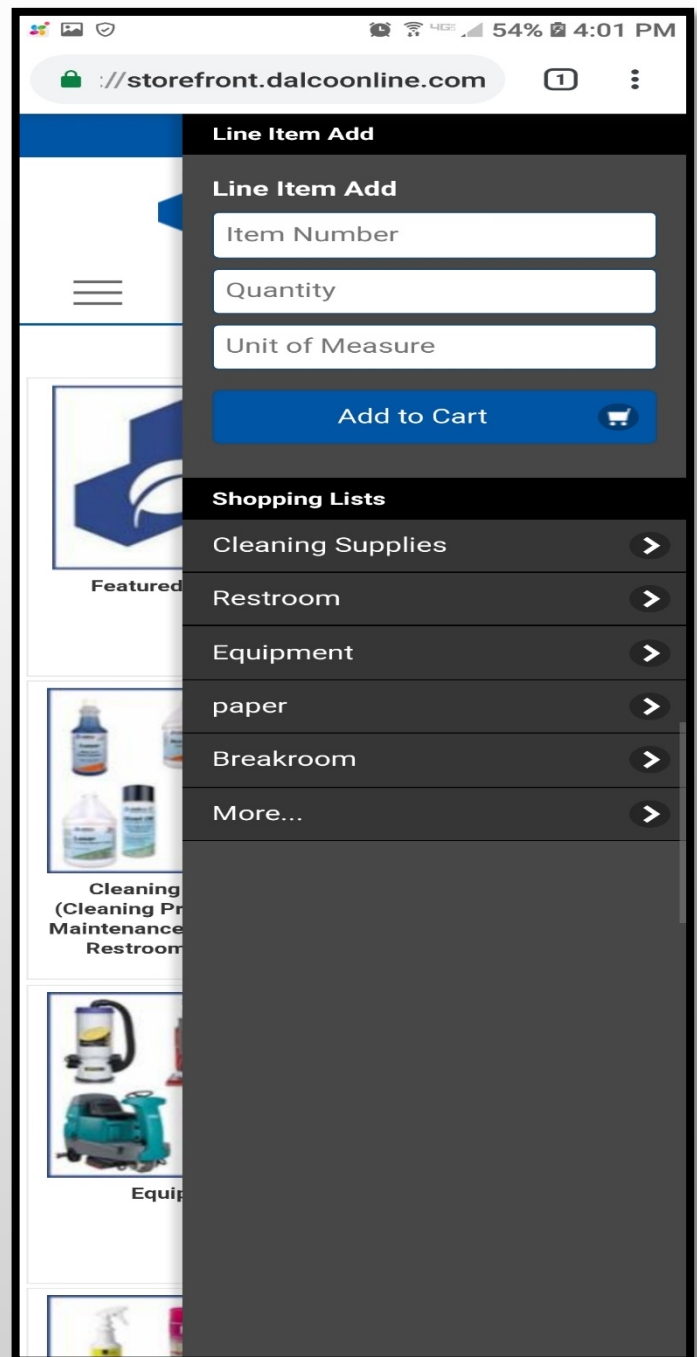 4G 54% 4:01 PM
://storefront.dalcoonline.com 1
Line Item Add
Line Item Add
Item Number
Quantity
Unit of Measure
Add to Cart
Shopping Lists
Cleaning Supplies
Restroom
Equipment
paper
Breakroom
More...
Featured
Cleaning
(Cleaning Pr
Maintenance
Restroom
Equip